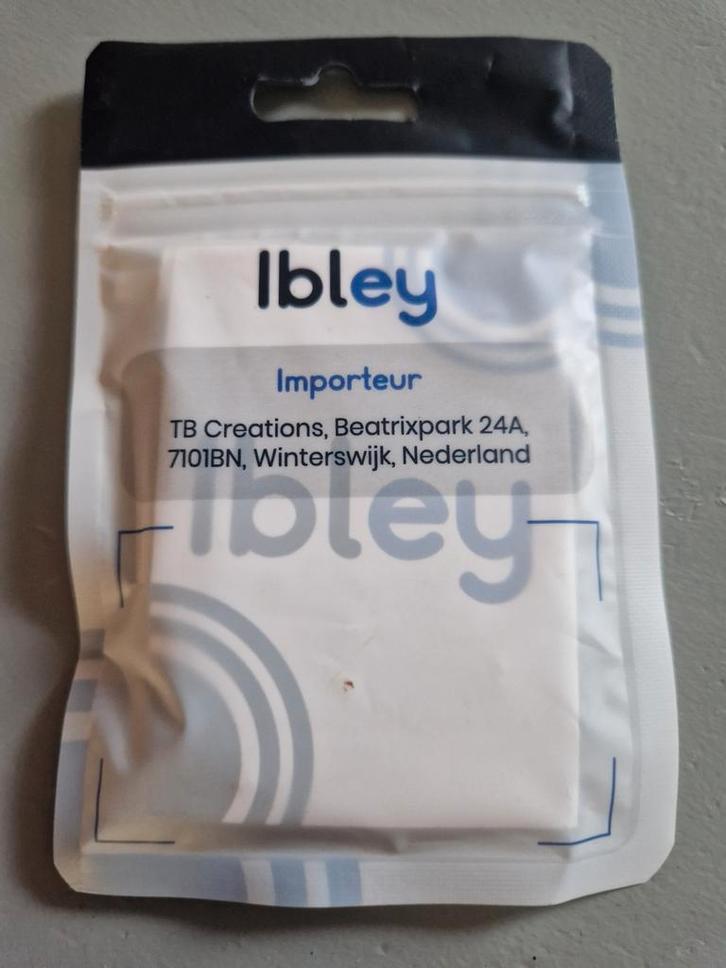 Ibley
Importeur
TB Creations, Beatrixpark 24A,
7101BN, Winterswijk, Nederland
Ibley